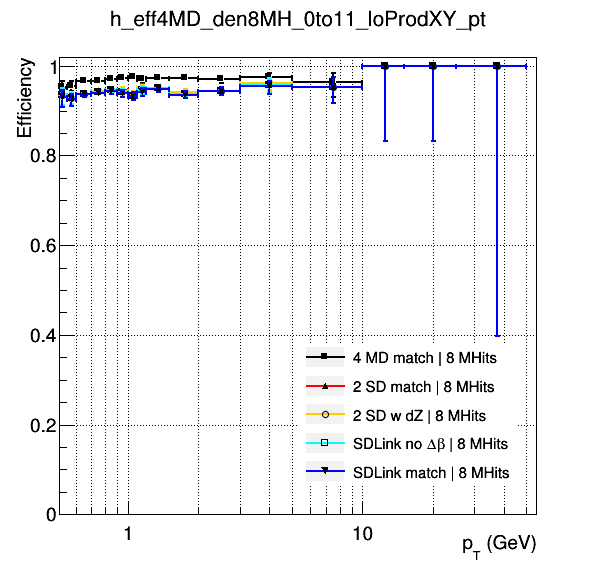 h_eff4MD_den8MH_0to11_loProdXY_pt
Efficiency
1
0.8
0.6
0.4
0.2
0
4 MD match | 8 MHits
2 SD match | 8 MHits
2 SD w dZ | 8 MHits
SDLink no Δβ | 8 MHits
SDLink match | 8 MHits
1
10
p_T (GeV)